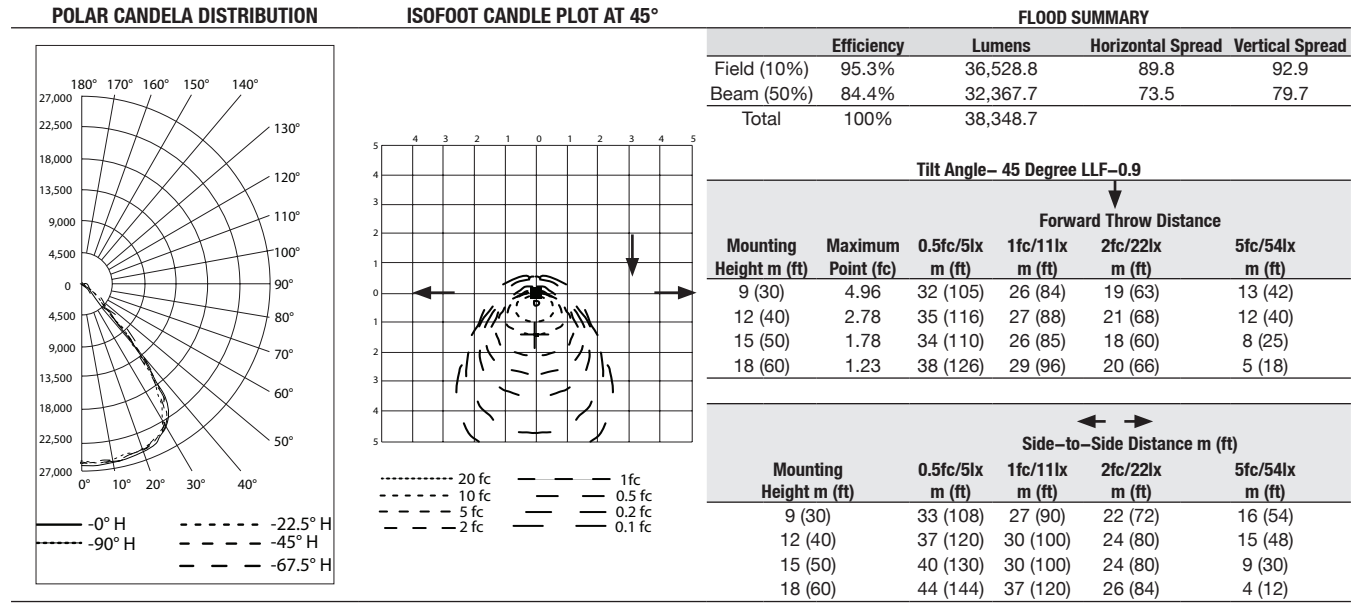 POLAR CANDELA DISTRIBUTION
180° 170° 160° 150° 140°
130°
120°
110°
100°
90°
80°
70°
60°
50°
27,000
22,500
18,000
13,500
9,000
4,500
0
4,500
9,000
13,500
18,000
22,500
27,000
0° 10° 20° 30° 40°
-0° H
-90° H
-22.5° H
-45° H
-67.5° H
ISOFOOT CANDLE PLOT AT 45°
4 3 2 1 0 1 2 3 4 5
5
4
3
2
1
0
1
2
3
4
5
20 fc
10 fc
5 fc
2 fc
1fc
0.5 fc
0.2 fc
0.1 fc
FLOOD SUMMARY
Efficiency Lumens Horizontal Spread Vertical Spread
Field (10%) 95.3% 36,528.8 89.8 92.9
Beam (50%) 84.4% 32,367.7 73.5 79.7
Total 100% 38,348.7
Tilt Angle– 45 Degree LLF–0.9
Forward Throw Distance
Mounting Maximum 0.5fc/5lx 1fc/11lx 2fc/22lx 5fc/54lx
Height m (ft) Point (fc) m (ft) m (ft) m (ft) m (ft)
9 (30) 4.96 32 (105) 26 (84) 19 (63) 13 (42)
12 (40) 2.78 35 (116) 27 (88) 21 (68) 12 (40)
15 (50) 1.78 34 (110) 26 (85) 18 (60) 8 (25)
18 (60) 1.23 38 (126) 29 (96) 20 (66) 5 (18)
Side–to–Side Distance m (ft)
Mounting 0.5fc/5lx 1fc/11lx 2fc/22lx 5fc/54lx
Height m (ft) m (ft) m (ft) m (ft) m (ft)
9 (30) 33 (108) 27 (90) 22 (72) 16 (54)
12 (40) 37 (120) 30 (100) 24 (80) 15 (48)
15 (50) 40 (130) 30 (100) 24 (80) 9 (30)
18 (60) 44 (144) 37 (120) 26 (84) 4 (12)